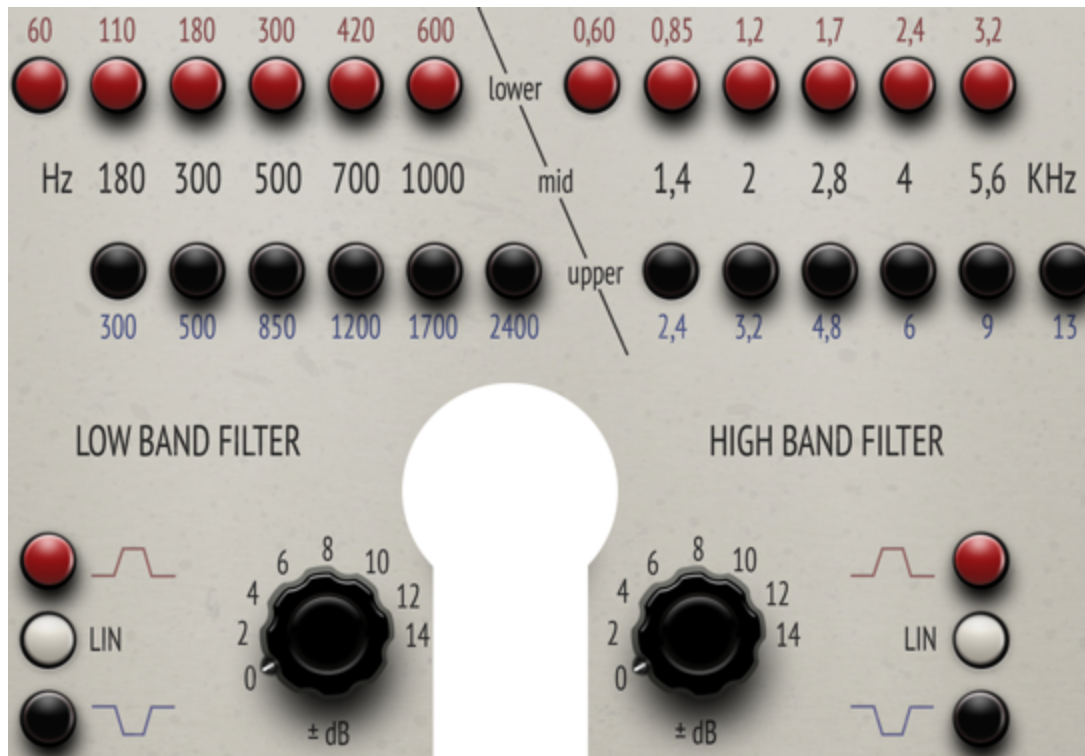 60 110 180 300 420 600 0,60 0,85 1,2 1,7 2,4 3,2
lower
Hz 180 300 500 700 1000 mid 1,4 2 2,8 4 5,6 KHz
upper
300 500 850 1200 1700 2400 2,4 3,2 4,8 6 9 13
LOW BAND FILTER HIGH BAND FILTER
0 2 4 6 8 10 12 14
LIN
± dB
0 2 4 6 8 10 12 14
LIN
± dB